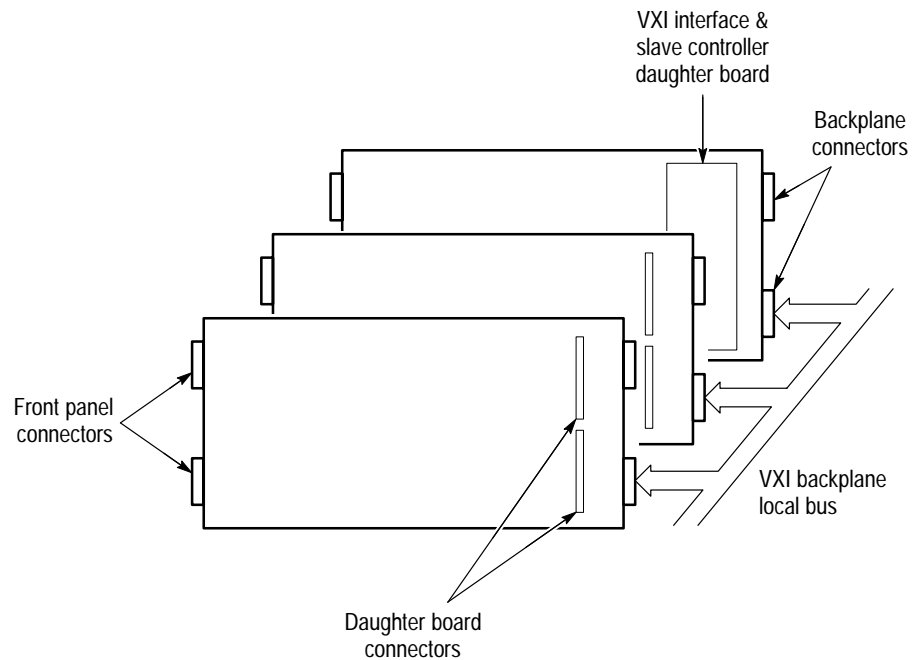 VXI interface &
slave controller
daughter board
Backplane
connectors
Front panel
connectors
VXI backplane
local bus
Daughter board
connectors